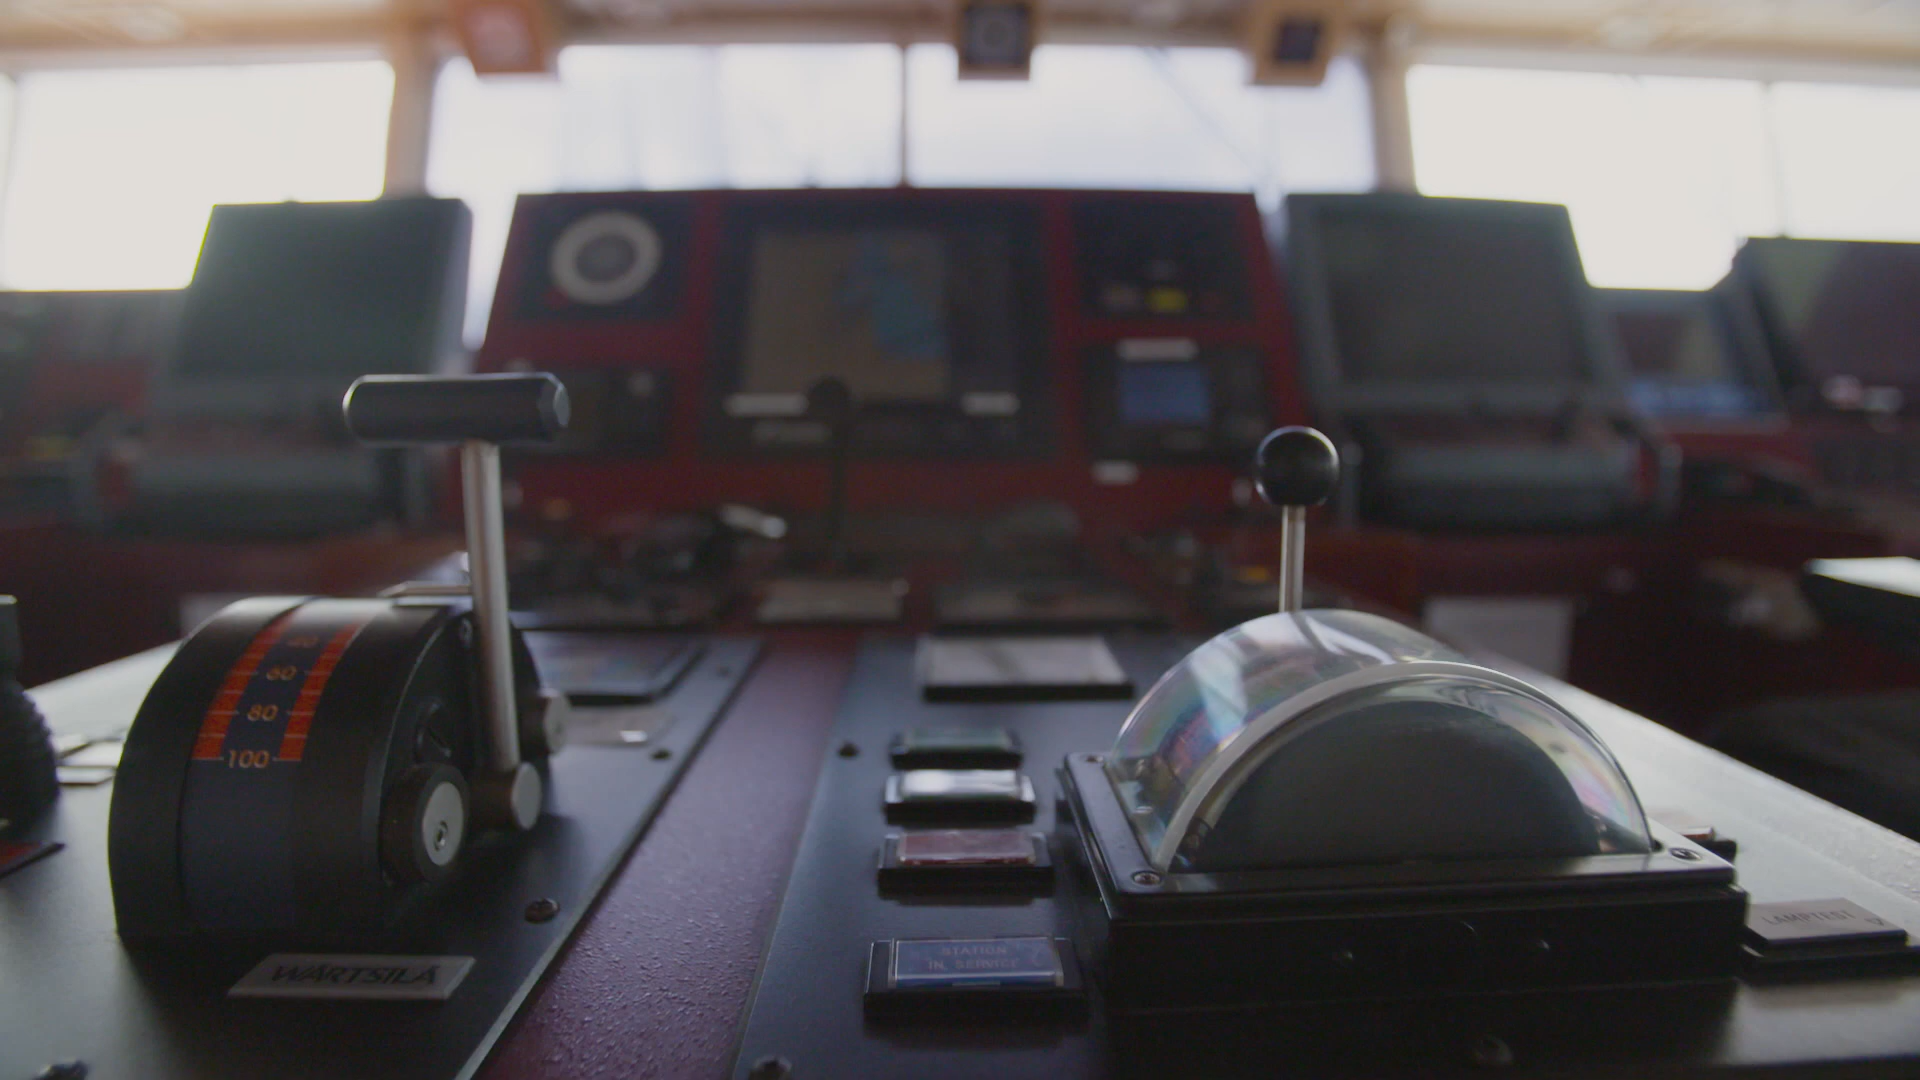 40
60
80
100
WÄRTSILÄ
STATION
IN SERVICE
LAMPTEST